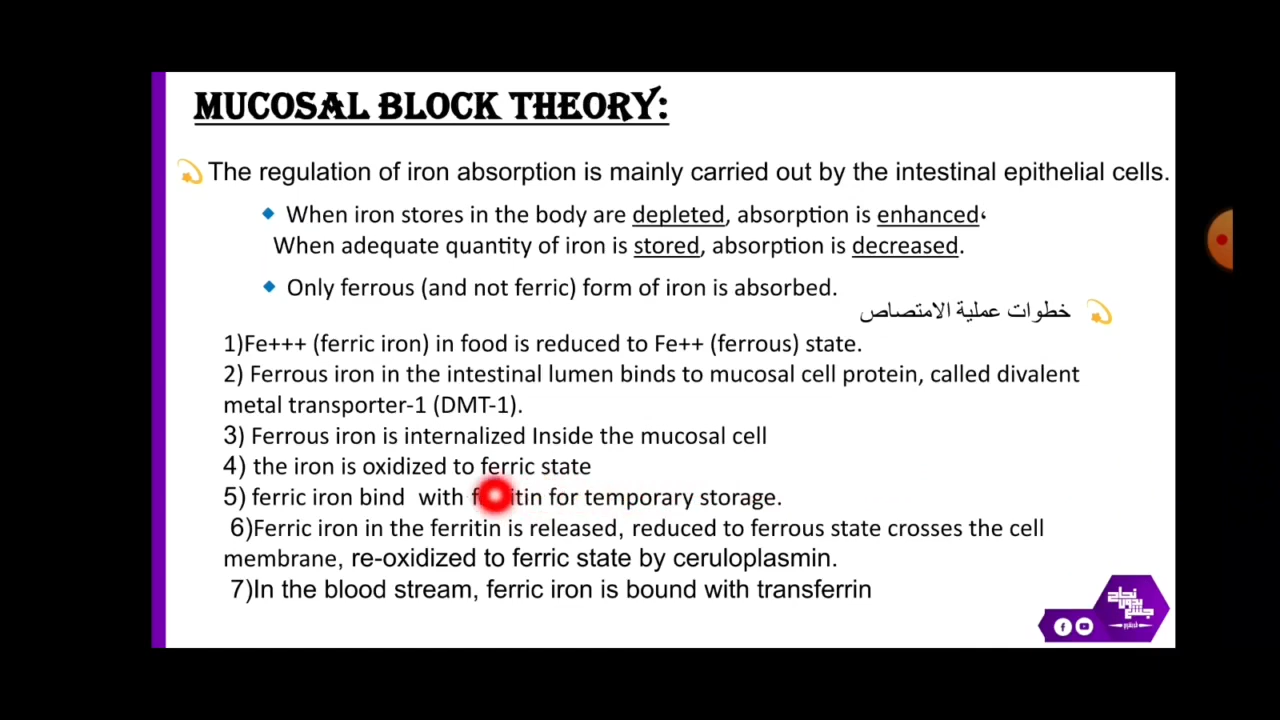 MUCOSAL BLOCK THEORY:
The regulation of iron absorption is mainly carried out by the intestinal epithelial cells.
When iron stores in the body are depleted, absorption is enhanced،
When adequate quantity of iron is stored, absorption is decreased.
Only ferrous (and not ferric) form of iron is absorbed.
خطوات عملية الامتصاص
1)Fe+++ (ferric iron) in food is reduced to Fe++ (ferrous) state.
2) Ferrous iron in the intestinal lumen binds to mucosal cell protein, called divalent
metal transporter-1 (DMT-1).
3) Ferrous iron is internalized Inside the mucosal cell
4) the iron is oxidized to ferric state
5) ferric iron bind with ferritin for temporary storage.
6)Ferric iron in the ferritin is released, reduced to ferrous state crosses the cell
membrane, re-oxidized to ferric state by ceruloplasmin.
7)In the blood stream, ferric iron is bound with transferrin